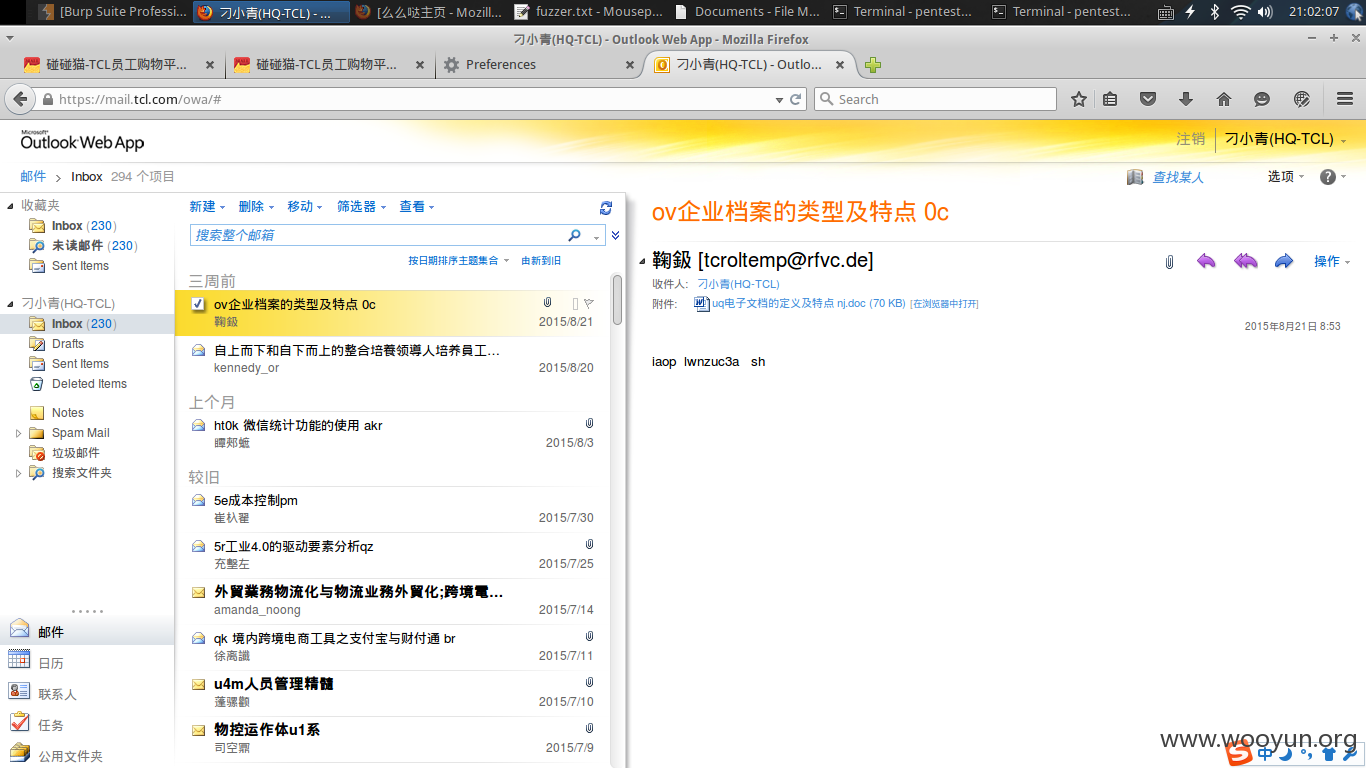 [Burp Suite Professi...
刁小青(HQ-TCL) - ...
[么么哒主页 - Mozill...
fuzzer.txt - Mousep...
Documents - File M...
Terminal - pentest...
Terminal - pentest...
21:02:07
刁小青(HQ-TCL) - Outlook Web App - Mozilla Firefox
碰碰猫-TCL员工购物平...
碰碰猫-TCL员工购物平...
Preferences
刁小青(HQ-TCL) - Outlo...
https://mail.tcl.com/owa/#
Search
Microsoft
Outlook Web App
注销
刁小青(HQ-TCL)
邮件 > Inbox 294 个项目
查找某人
选项
收藏夹
Inbox (230)
未读邮件 (230)
Sent Items
刁小青(HQ-TCL)
Inbox (230)
Drafts
Sent Items
Deleted Items
Notes
Spam Mail
垃圾邮件
搜索文件夹
邮件
日历
联系人
任务
公用文件夹
新建 删除 移动 筛选器 查看
搜索整个邮箱
按日期排序主题集合 由新到旧
三周前
ov企业档案的类型及特点 0c
鞠鈒 2015/8/21
自上而下和自下而上的整合培養領導人培养員工...
kennedy_or 2015/8/20
上个月
ht0k 微信统计功能的使用 akr
2015/8/3
较旧
5e成本控制pm
2015/7/30
5r工业4.0的驱动要素分析qz
充壑左 2015/7/25
外貿業務物流化与物流业務外貿化;跨境電...
amanda_noong 2015/7/14
qk 境内跨境电商工具之支付宝与财付通 br
徐离讖 2015/7/11
u4m人员管理精髓
蓬骡颧 2015/7/10
物控运作体u1系
司空鼐 2015/7/9
ov企业档案的类型及特点 0c
鞠鈒 [tcroltemp@rfvc.de]
操作
收件人: 刁小青(HQ-TCL)
附件: uq电子文档的定义及特点 nj.doc (70 KB) [在浏览器中打开]
2015年8月21日 8:53
iaop lwnzuc3a sh
www.wooyun.org
中